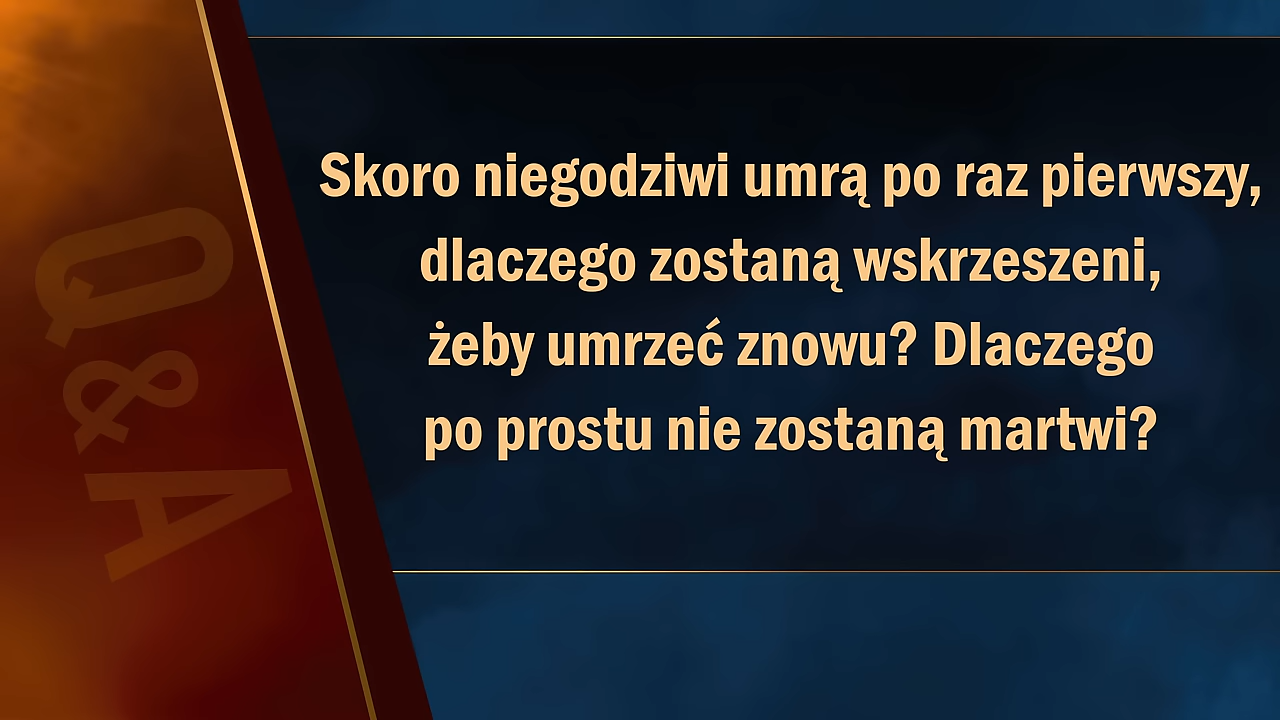 Q & A
Skoro niegodziwi umrą po raz pierwszy,
dlaczego zostaną wskrzeszeni,
żeby umrzeć znowu? Dlaczego
po prostu nie zostaną martwi?